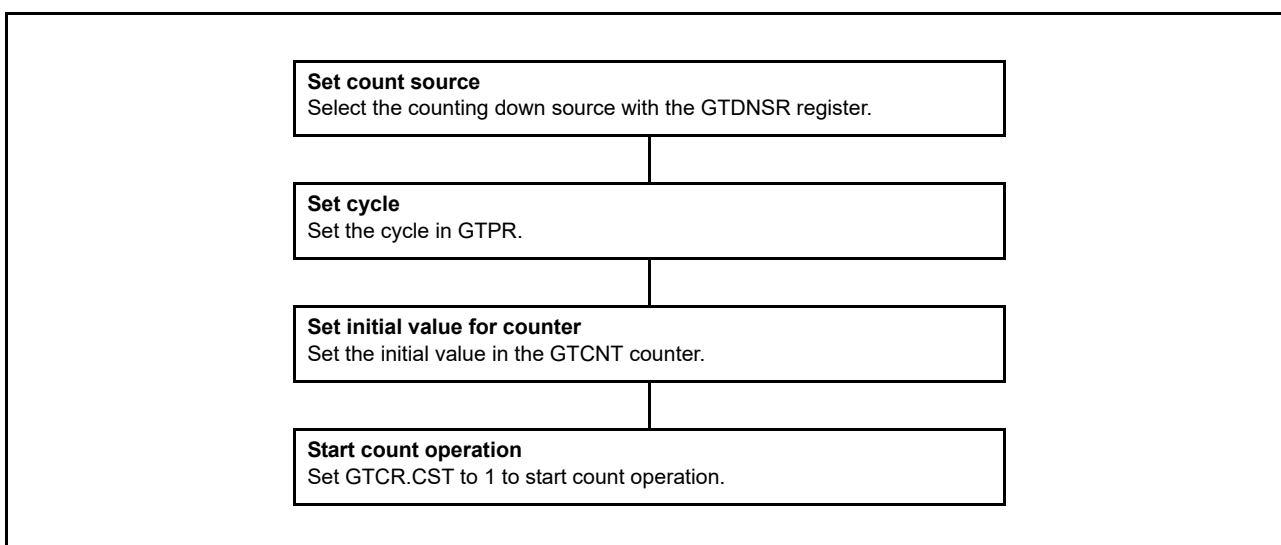 Set count source
Select the counting down source with the GTDNSR register.
Set cycle
Set the cycle in GTPR.
Set initial value for counter
Set the initial value in the GTCNT counter.
Start count operation
Set GTCR.CST to 1 to start count operation.